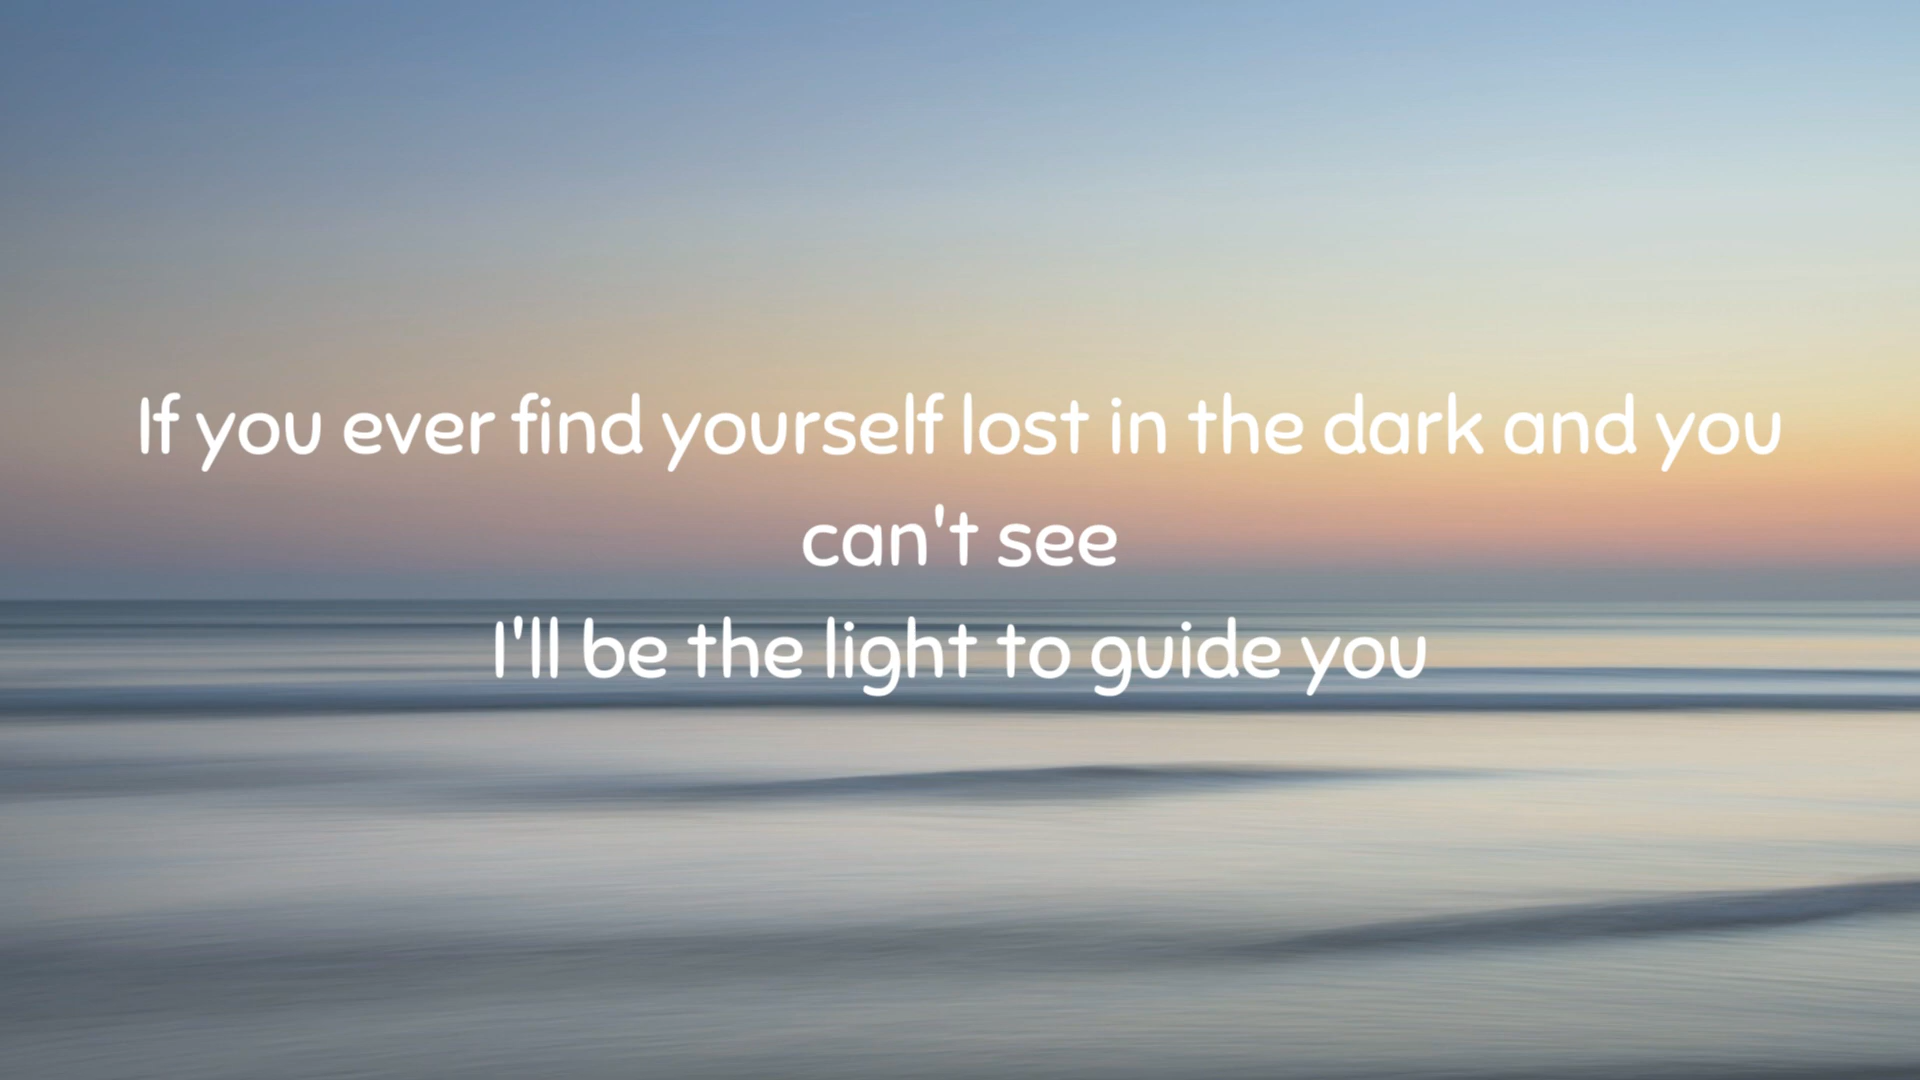 If you ever find yourself lost in the dark and you
can't see
I'll be the light to guide you